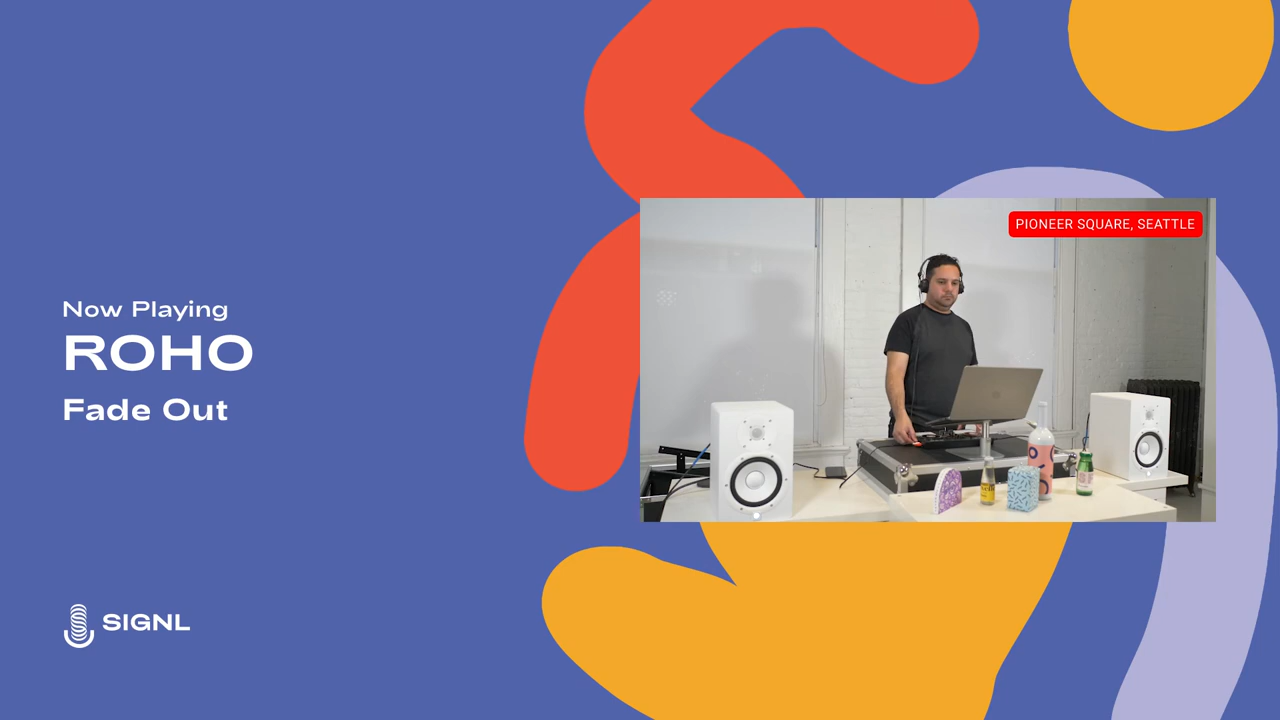 PIONEER SQUARE, SEATTLE
Now Playing
ROHO
Fade Out
SIGNL